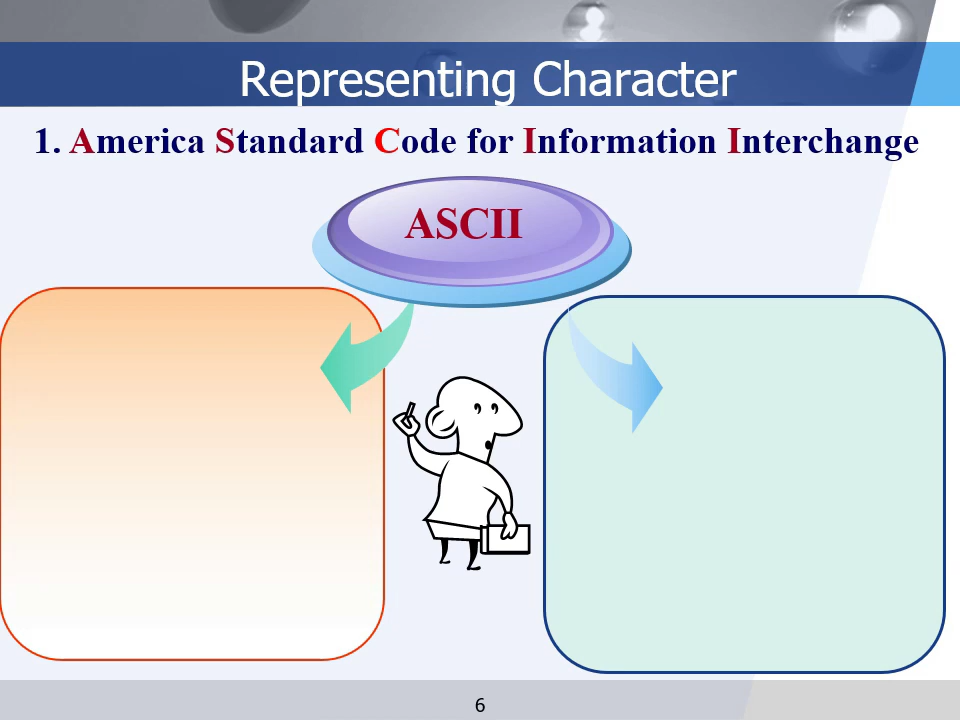 Representing Character
1. America Standard Code for Information Interchange
ASCII
6